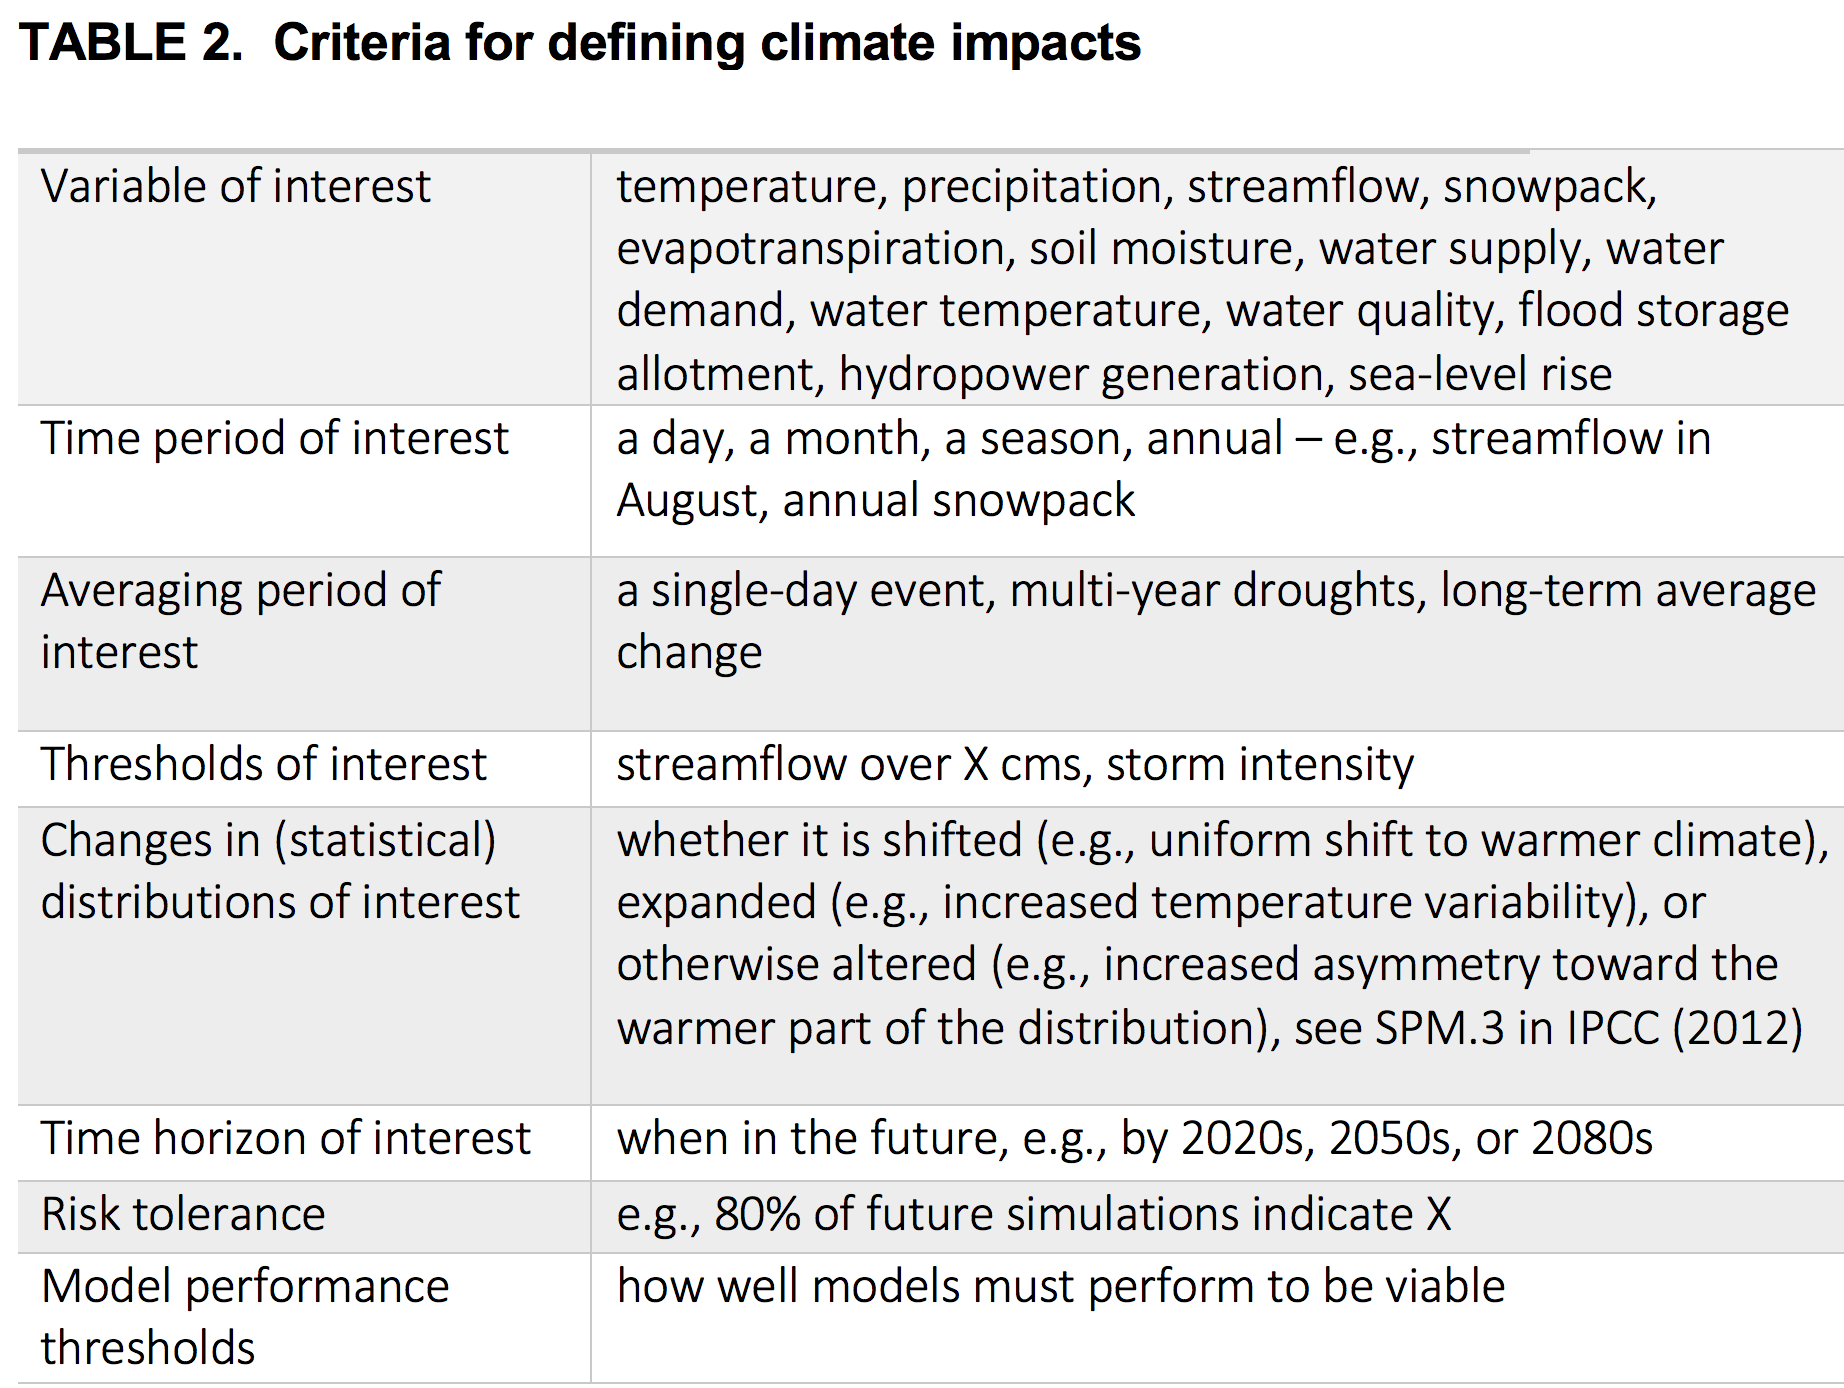 TABLE 2. Criteria for defining climate impacts
Variable of interest
temperature, precipitation, streamflow, snowpack,
evapotranspiration, soil moisture, water supply, water
demand, water temperature, water quality, flood storage
allotment, hydropower generation, sea-level rise
Time period of interest
a day, a month, a season, annual – e.g., streamflow in
August, annual snowpack
Averaging period of
interest
a single-day event, multi-year droughts, long-term average
change
Thresholds of interest
streamflow over X cms, storm intensity
Changes in (statistical)
distributions of interest
whether it is shifted (e.g., uniform shift to warmer climate),
expanded (e.g., increased temperature variability), or
otherwise altered (e.g., increased asymmetry toward the
warmer part of the distribution), see SPM.3 in IPCC (2012)
Time horizon of interest
when in the future, e.g., by 2020s, 2050s, or 2080s
Risk tolerance
e.g., 80% of future simulations indicate X
Model performance
thresholds
how well models must perform to be viable